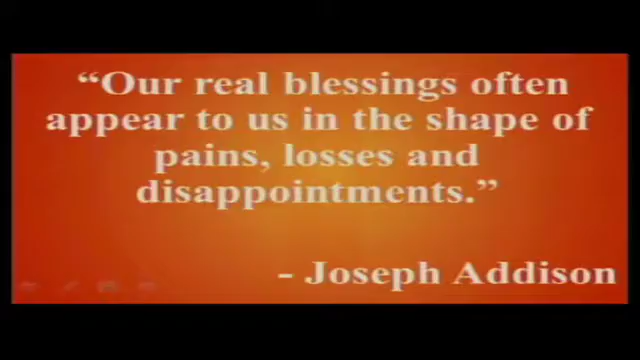 “Our real blessings often
appear to us in the shape of
pains, losses and
disappointments.”
- Joseph Addison